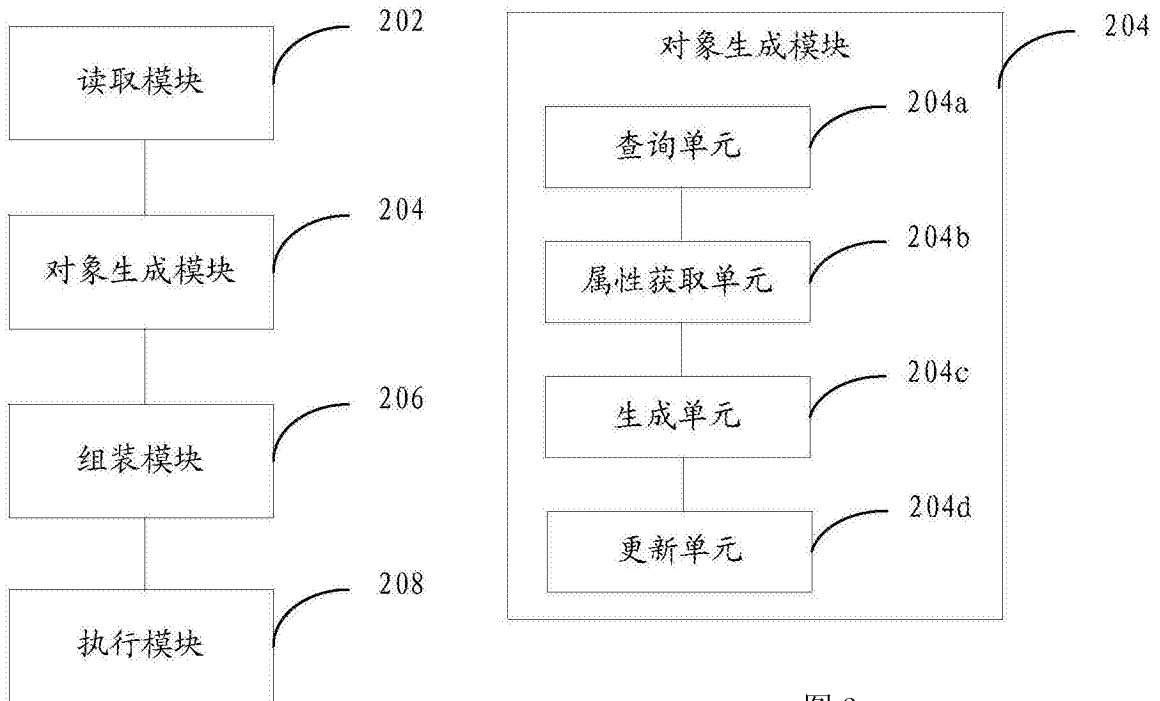 202
读取模块
204
对象生成模块
206
组装模块
208
执行模块
204
对象生成模块
204a
查询单元
204b
属性获取单元
204c
生成单元
204d
更新单元